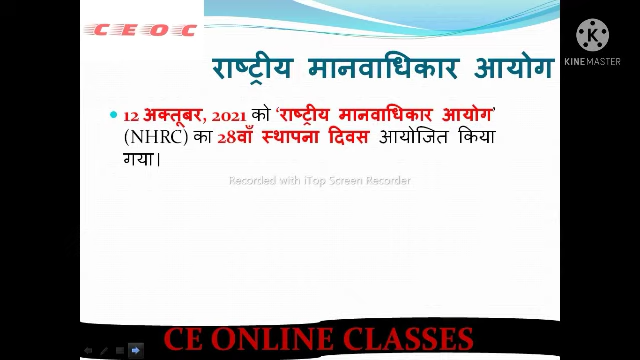 CEOC
राष्ट्रीय मानवाधिकार आयोग
K
KINEMASTER
• 12 अक्तूबर, 2021 को ‘राष्ट्रीय मानवाधिकार आयोग’
(NHRC) का 28वाँ स्थापना दिवस आयोजित किया
गया।
Recorded with iTop Screen Recorder
CE ONLINE CLASSES